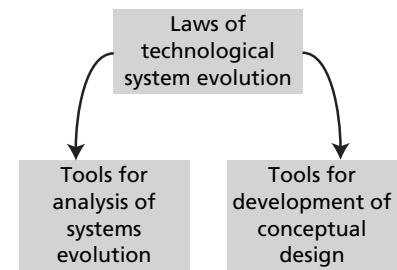 Laws of
technological
system evolution
Tools for
analysis of
systems
evolution
Tools for
development of
conceptual
design